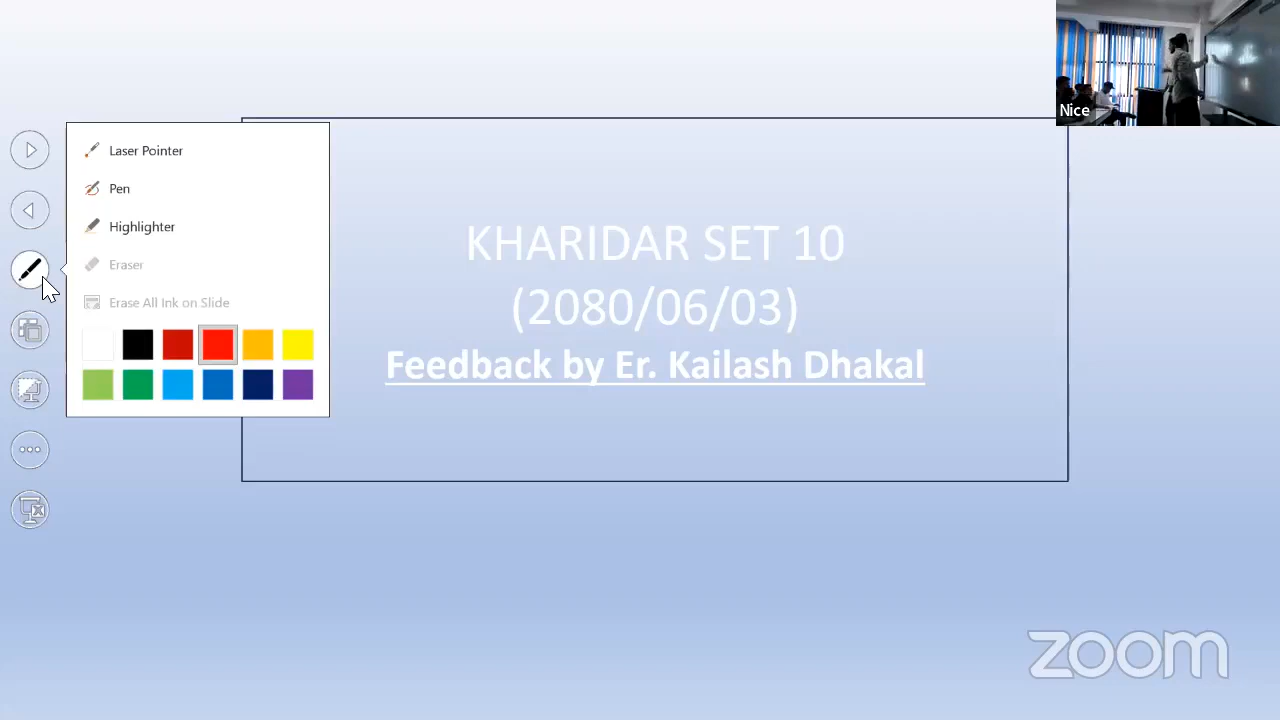 Nice
Laser Pointer
Pen
Highlighter
Eraser
Erase All Ink on Slide
KHARIDAR SET 10
(2080/06/03)
Feedback by Er. Kailash Dhakal
zoom